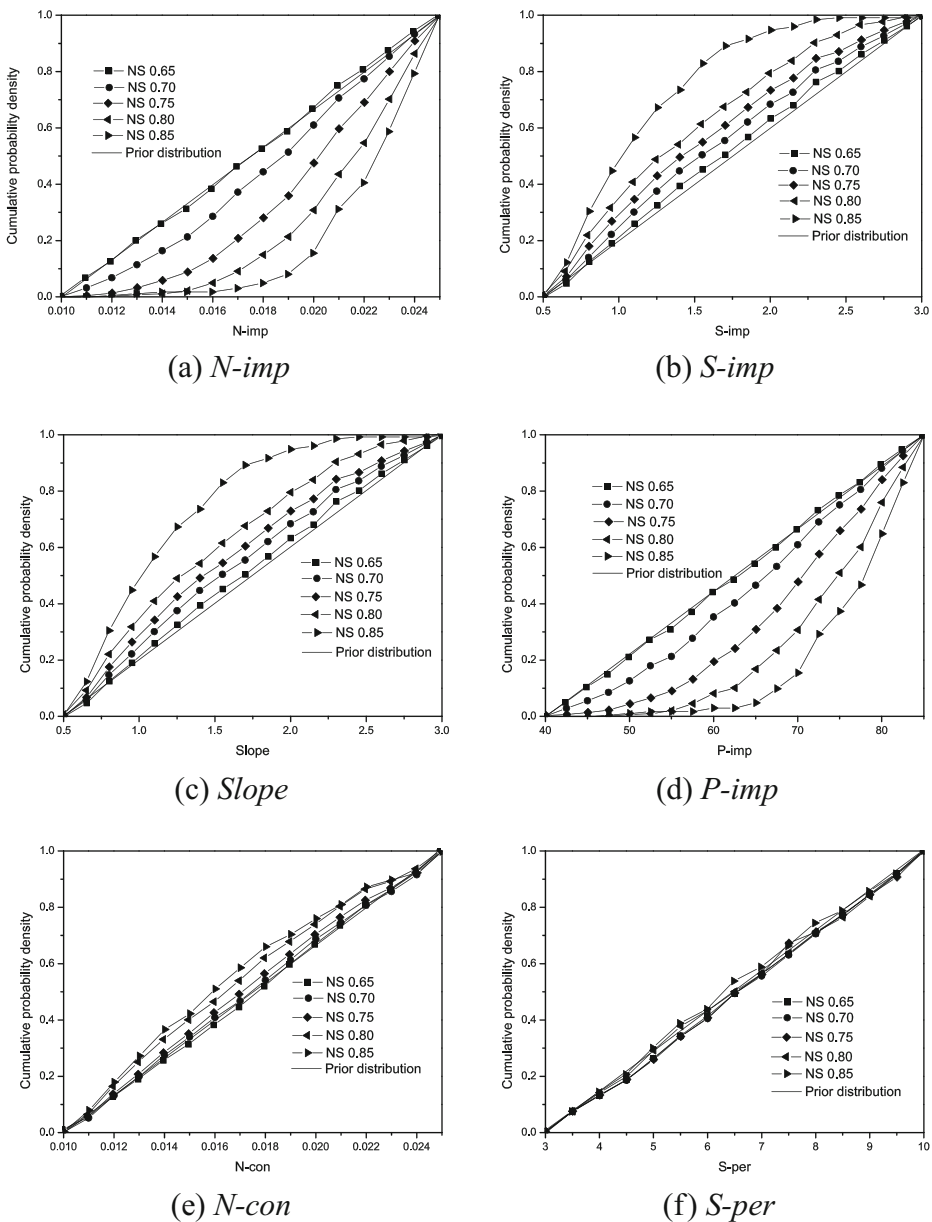 1.0
0.8
0.6
0.4
0.2
0.0
Cumulative probability density
NS 0.65
NS 0.70
NS 0.75
NS 0.80
NS 0.85
Prior distribution
0.010 0.012 0.014 0.016 0.018 0.020 0.022 0.024
N-imp
(a) N-imp
1.0
0.8
0.6
0.4
0.2
0.0
Cumulative probability density
NS 0.65
NS 0.70
NS 0.75
NS 0.80
NS 0.85
Prior distribution
0.5 1.0 1.5 2.0 2.5 3.0
S-imp
(b) S-imp
1.0
0.8
0.6
0.4
0.2
0.0
Cumulative probability density
NS 0.65
NS 0.70
NS 0.75
NS 0.80
NS 0.85
Prior distribution
0.5 1.0 1.5 2.0 2.5 3.0
Slope
(c) Slope
1.0
0.8
0.6
0.4
0.2
0.0
Cumulative probability density
NS 0.65
NS 0.70
NS 0.75
NS 0.80
NS 0.85
Prior distribution
40 50 60 70 80
P-imp
(d) P-imp
1.0
0.8
0.6
0.4
0.2
0.0
Cumulative probability density
NS 0.65
NS 0.70
NS 0.75
NS 0.80
NS 0.85
Prior distribution
0.010 0.012 0.014 0.016 0.018 0.020 0.022 0.024
N-con
(e) N-con
1.0
0.8
0.6
0.4
0.2
0.0
Cumulative probability density
NS 0.65
NS 0.70
NS 0.75
NS 0.80
NS 0.85
Prior distribution
3 4 5 6 7 8 9 10
S-per
(f) S-per